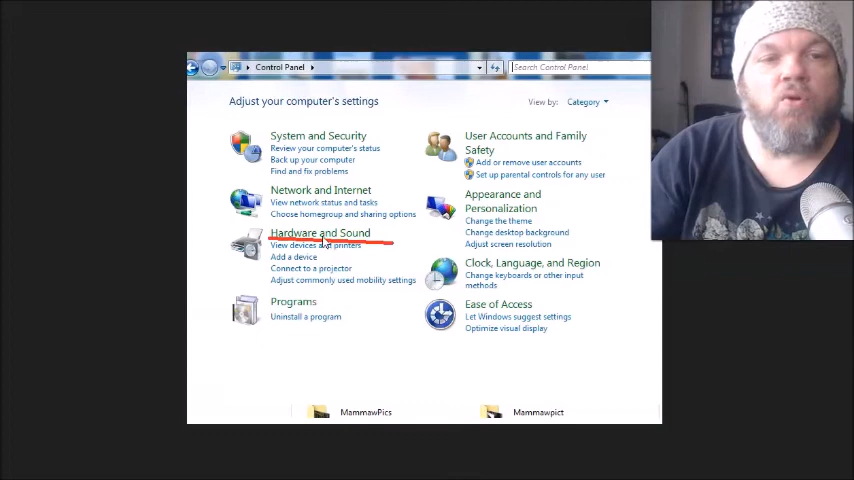 Control Panel
Search Control Panel
Adjust your computer's settings
View by: Category
System and Security
Review your computer's status
Back up your computer
Find and fix problems
Network and Internet
View network status and tasks
Choose homegroup and sharing options
Hardware and Sound
View devices and printers
Add a device
Connect to a projector
Adjust commonly used mobility settings
Programs
Uninstall a program
User Accounts and Family
Safety
Add or remove user accounts
Set up parental controls for any user
Appearance and
Personalization
Change the theme
Change desktop background
Adjust screen resolution
Clock, Language, and Region
Change keyboards or other input
methods
Ease of Access
Let Windows suggest settings
Optimize visual display
MammawPics
Mammawpict